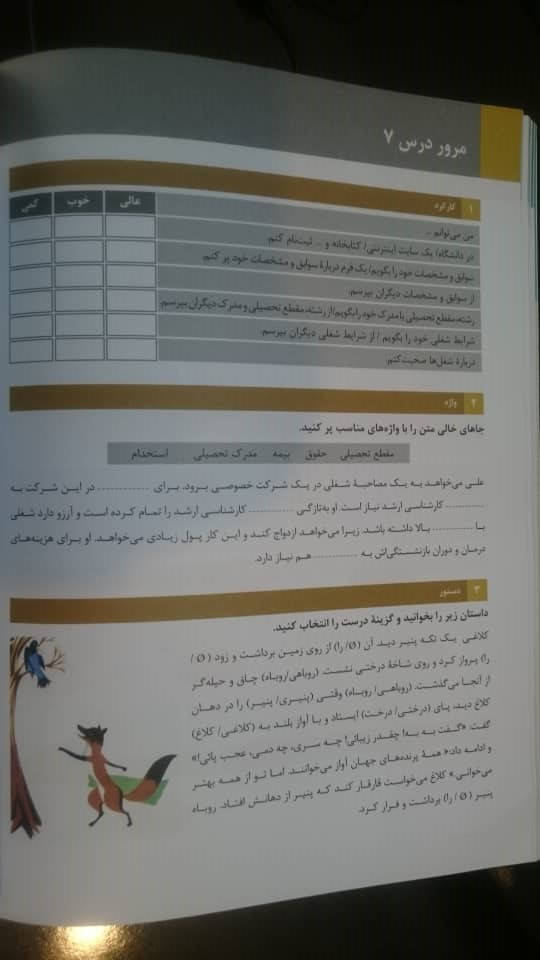 مرور درس ۷
۱ کارکرد
عالی خوب کمی
من می‌توانم ...
در دانشگاه/ یک سایت اینترنتی/ کتابخانه و ... ثبت‌نام کنم.
سوابق و مشخصات خود را بگویم/ یک فرم دربارهٔ سوابق و مشخصات خود پر کنم.
از سوابق و مشخصات دیگران بپرسم.
رشته، مقطع تحصیلی یا مدرک خود را بگویم/ از رشته، مقطع تحصیلی و مدرک دیگران بپرسم.
شرایط شغلی خود را بگویم / از شرایط شغلی دیگران بپرسم.
دربارهٔ شغل‌ها صحبت کنم.
۲ واژه
جاهای خالی متن را با واژه‌های مناسب پر کنید.
مقطع تحصیلی حقوق بیمه مدرک تحصیلی استخدام
علی می‌خواهد به یک مصاحبهٔ شغلی در یک شرکت خصوصی برود. برای ............ در این شرکت به
............ کارشناسی ارشد نیاز است. او به‌تازگی ............ کارشناسی ارشد را تمام کرده است و آرزو دارد شغلی
با ............ بالا داشته باشد. زیرا می‌خواهد ازدواج کند و این کار پول زیادی می‌خواهد. او برای هزینه‌های
درمان و دوران بازنشستگی‌اش به ............ هم نیاز دارد.
۳ دستور
داستان زیر را بخوانید و گزینهٔ درست را انتخاب کنید.
کلاغی یک تکه پنیر دید. آن (Ø/ را) از روی زمین برداشت و زود (Ø /
را) پرواز کرد و روی شاخهٔ درختی نشست. (روباهی/روباه) چاق و حیله‌گر
از آنجا می‌گذشت. (روباهی/ روباه) وقتی (پنیری/ پنیر) را در دهان
کلاغ دید، پای (درختی/ درخت) ایستاد و با آواز بلند به (کلاغی/ کلاغ)
گفت: «گفت به به! چقدر زیبائی! چه سری، چه دمی، عجب پائی!»
و ادامه داد: «همهٔ پرنده‌های جهان آواز می‌خوانند. اما تو از همه بهتر
می‌خوانی.» کلاغ می‌خواست قارقار کند که پنیر از دهانش افتاد. روباه
پنیر (Ø / را) برداشت و فرار کرد.